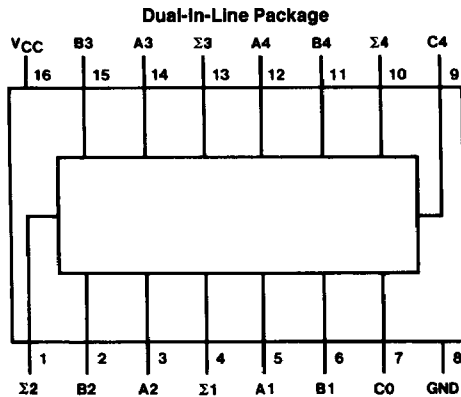 Dual-In-Line Package
VCC B3 A3 Σ3 A4 B4 Σ4 C4
16 15 14 13 12 11 10 9
1 2 3 4 5 6 7 8
Σ2 B2 A2 Σ1 A1 B1 C0 GND